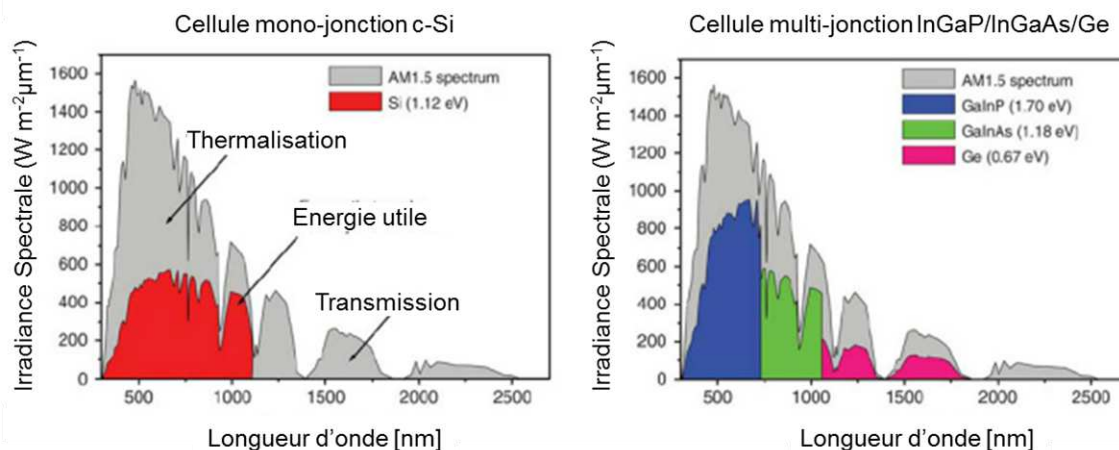 Cellule mono-jonction c-Si
Irradiance Spectrale (W m-2µm-1)
1600
1400
1200
1000
800
600
400
200
0
AM1.5 spectrum
Si (1.12 eV)
Thermalisation
Energie utile
Transmission
500
1000
1500
2000
2500
Longueur d'onde [nm]
Cellule multi-jonction InGaP/InGaAs/Ge
Irradiance Spectrale (W m-2µm-1)
1600
1400
1200
1000
800
600
400
200
0
AM1.5 spectrum
GaInP (1.70 eV)
GaInAs (1.18 eV)
Ge (0.67 eV)
500
1000
1500
2000
2500
Longueur d'onde [nm]